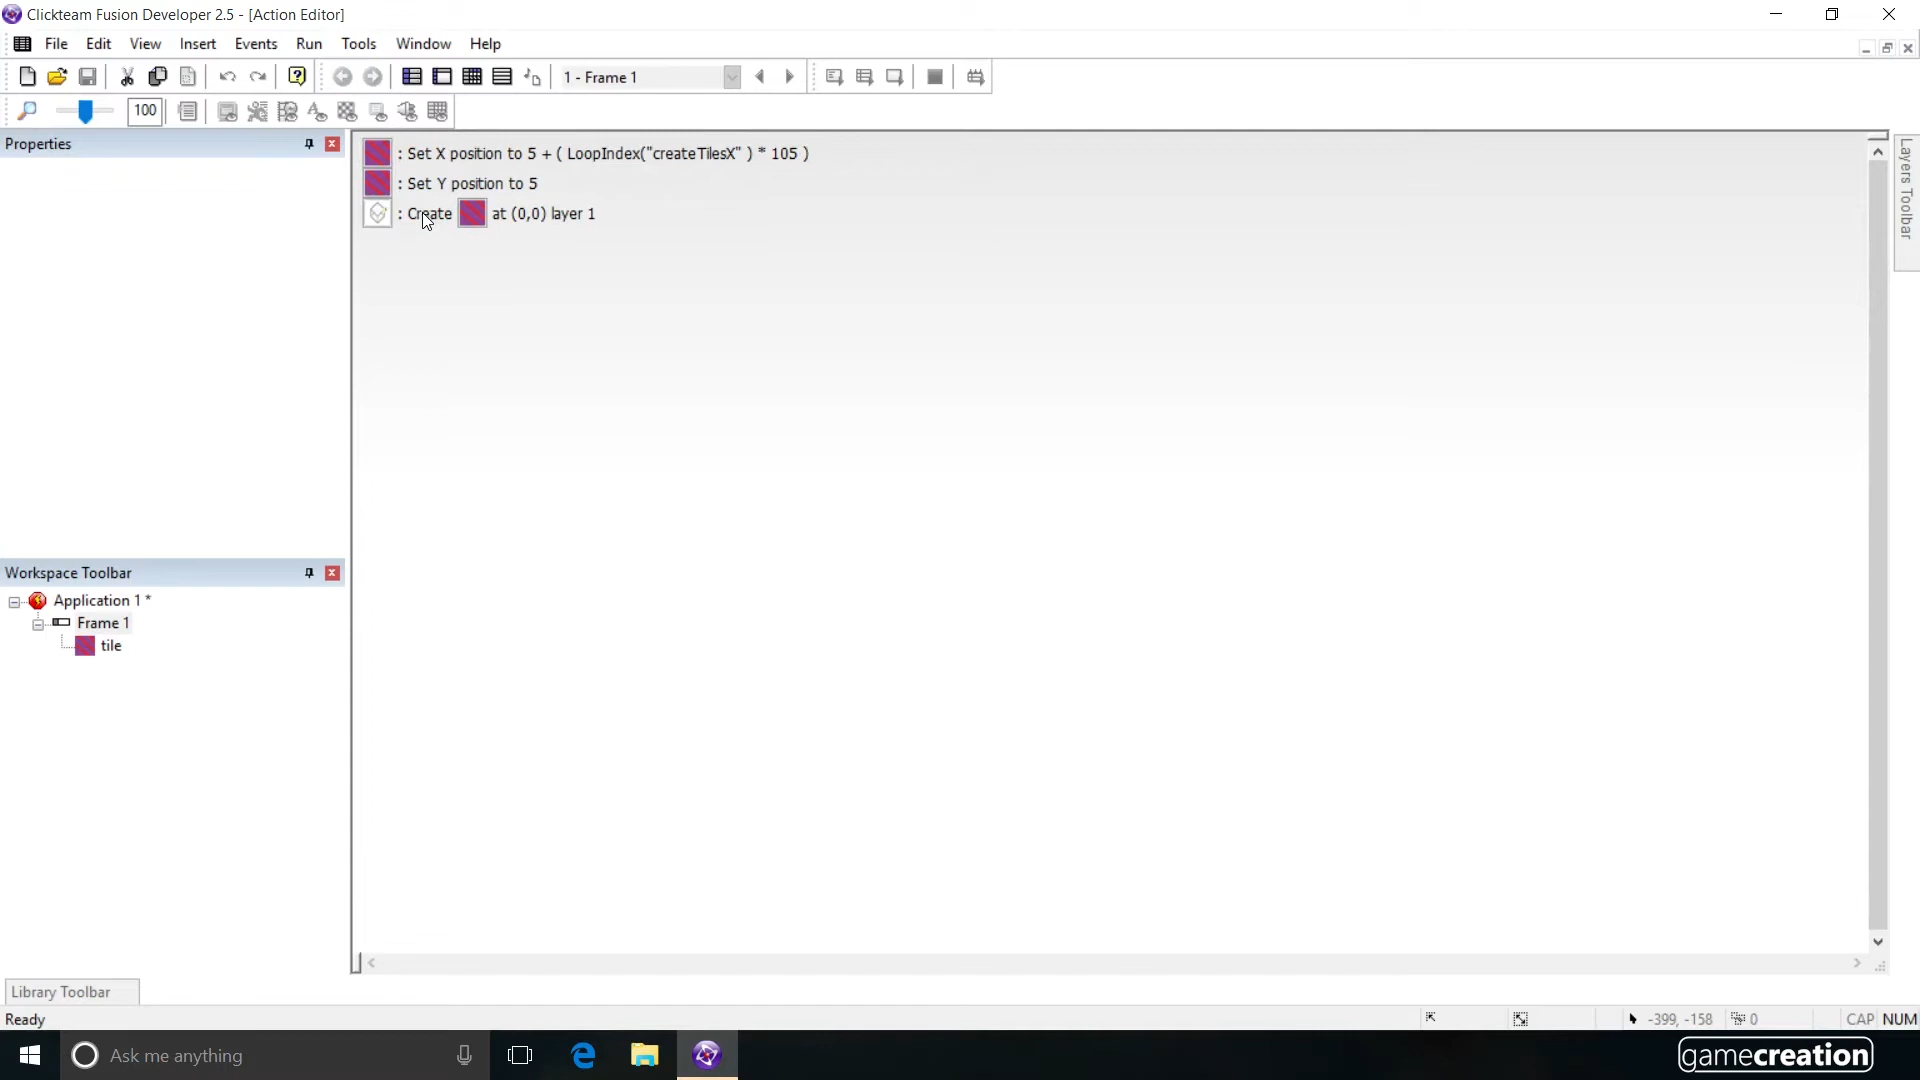 Clickteam Fusion Developer 2.5 - [Action Editor]
File Edit View Insert Events Run Tools Window Help
1 - Frame 1
100
Properties
: Set X position to 5 + ( LoopIndex("createTilesX" ) * 105 )
: Set Y position to 5
: Create at (0,0) layer 1
Layers Toolbar
Workspace Toolbar
Application 1 *
Frame 1
tile
Library Toolbar
Ready
-399, -158
0
CAP NUM
Ask me anything
gamecreation